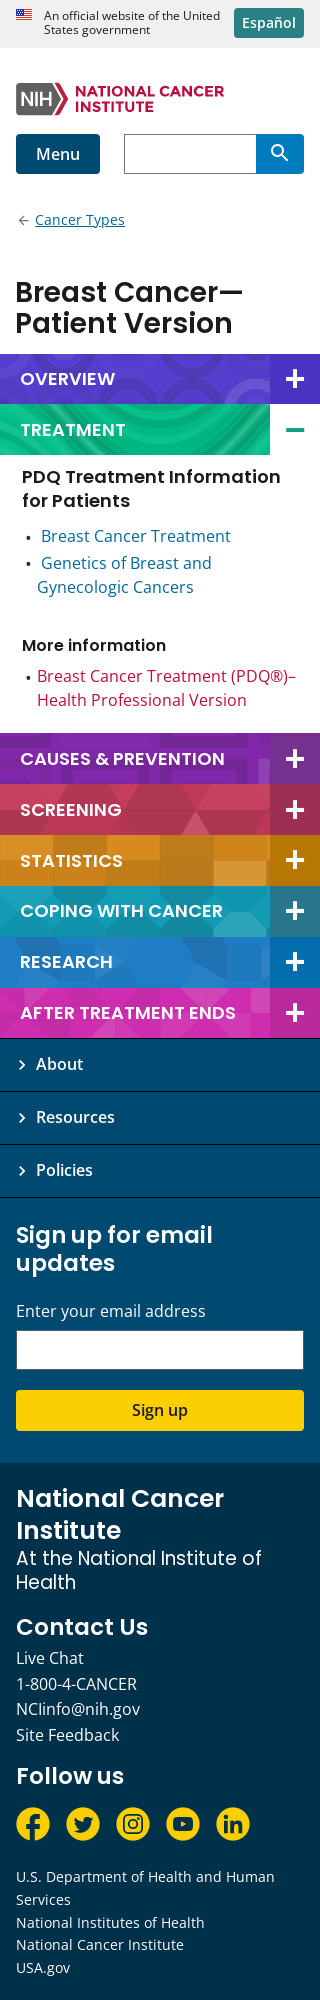 An official website of the United
States government
Español
NIH
NATIONAL CANCER
INSTITUTE
Menu
Cancer Types
Breast Cancer—
Patient Version
OVERVIEW
TREATMENT
PDQ Treatment Information
for Patients
• Breast Cancer Treatment
• Genetics of Breast and
Gynecologic Cancers
More information
• Breast Cancer Treatment (PDQ®)–
Health Professional Version
CAUSES & PREVENTION
SCREENING
STATISTICS
COPING WITH CANCER
RESEARCH
AFTER TREATMENT ENDS
About
Resources
Policies
Sign up for email
updates
Enter your email address
Sign up
National Cancer
Institute
At the National Institute of
Health
Contact Us
Live Chat
1-800-4-CANCER
NCIinfo@nih.gov
Site Feedback
Follow us
U.S. Department of Health and Human
Services
National Institutes of Health
National Cancer Institute
USA.gov